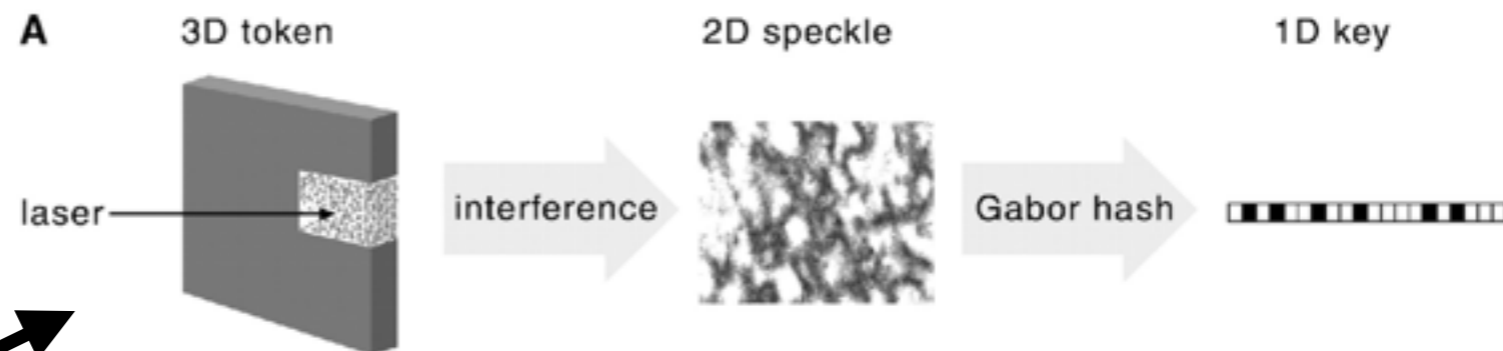 A
3D token
2D speckle
1D key
laser
interference
Gabor hash